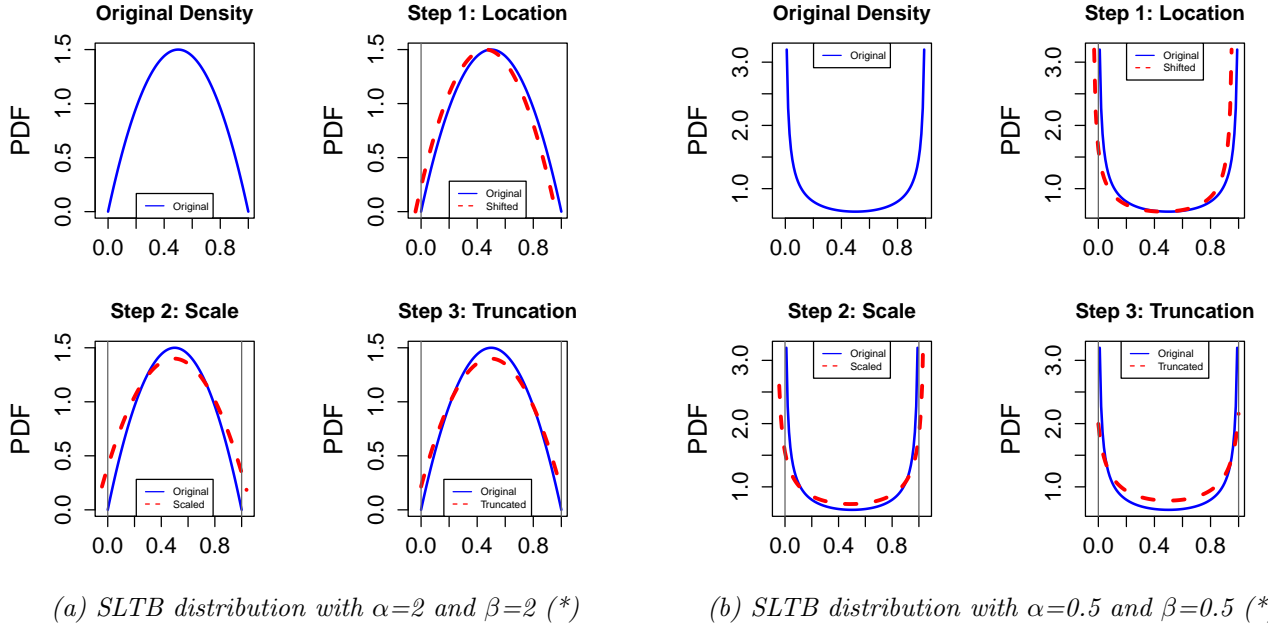 Original Density
PDF
0.0 0.5 1.0 1.5
Original
0.0 0.4 0.8
Step 1: Location
PDF
0.0 0.5 1.0 1.5
Original
Shifted
0.0 0.4 0.8
Step 2: Scale
PDF
0.0 0.5 1.0 1.5
Original
Scaled
0.0 0.4 0.8
Step 3: Truncation
PDF
0.0 0.5 1.0 1.5
Original
Truncated
0.0 0.4 0.8
(a) SLTB distribution with α=2 and β=2 (*)
Original Density
PDF
1.0 2.0 3.0
Original
0.0 0.4 0.8
Step 1: Location
PDF
1.0 2.0 3.0
Original
Shifted
0.0 0.4 0.8
Step 2: Scale
PDF
1.0 2.0 3.0
Original
Scaled
0.0 0.4 0.8
Step 3: Truncation
PDF
1.0 2.0 3.0
Original
Truncated
0.0 0.4 0.8
(b) SLTB distribution with α=0.5 and β=0.5 (*